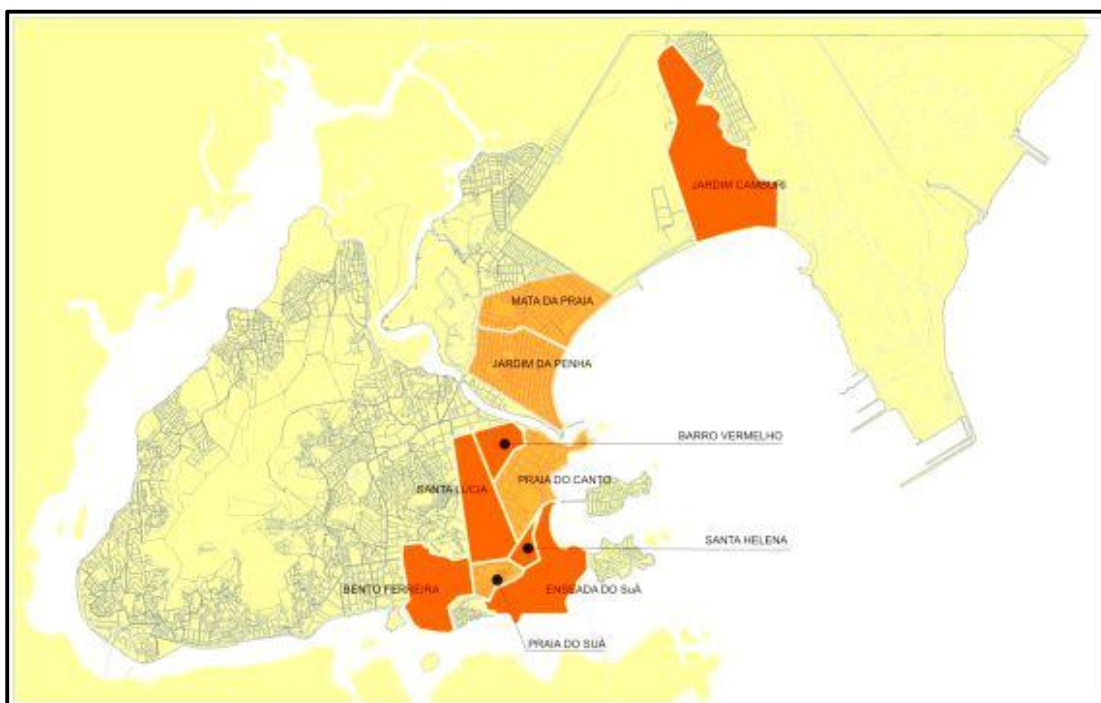 JARDIM CAMBURI
MATA DA PRAIA
JARDIM DA PENHA
BARRO VERMELHO
PRAIA DO CANTO
SANTA LUCIA
SANTA HELENA
BENTO FERREIRA
ENSEADA DO SuÁ
PRAIA DO SUÁ